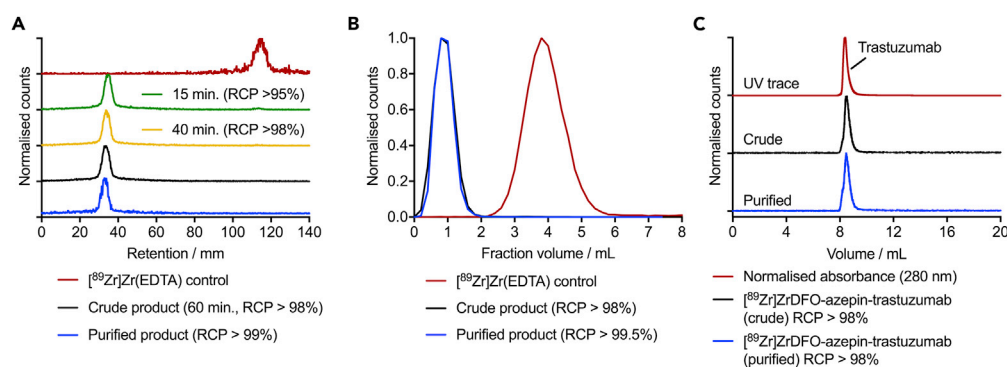 A
Normalised counts
15 min. (RCP >95%)
40 min. (RCP >98%)
0 20 40 60 80 100 120 140
Retention / mm
[⁸⁹Zr]Zr(EDTA) control
Crude product (60 min., RCP > 98%)
Purified product (RCP > 99%)
B
Normalised counts
1.0
0.8
0.6
0.4
0.2
0.0
0 1 2 3 4 5 6 7 8
Fraction volume / mL
[⁸⁹Zr]Zr(EDTA) control
Crude product (RCP > 98%)
Purified product (RCP > 99.5%)
C
Normalised counts
Trastuzumab
UV trace
Crude
Purified
0 4 8 12 16 20
Volume / mL
Normalised absorbance (280 nm)
[⁸⁹Zr]ZrDFO-azepin-trastuzumab
(crude) RCP > 98%
[⁸⁹Zr]ZrDFO-azepin-trastuzumab
(purified) RCP > 98%